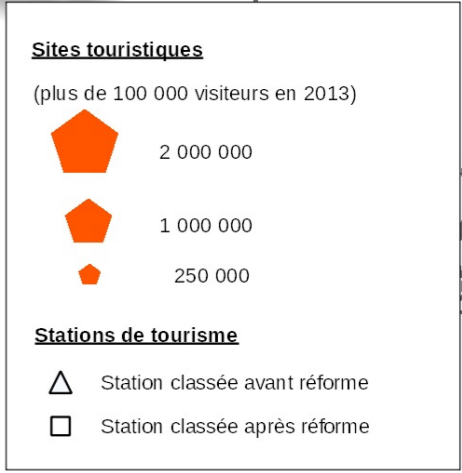 Sites touristiques
(plus de 100 000 visiteurs en 2013)
2 000 000
1 000 000
250 000
Stations de tourisme
Station classée avant réforme
Station classée après réforme